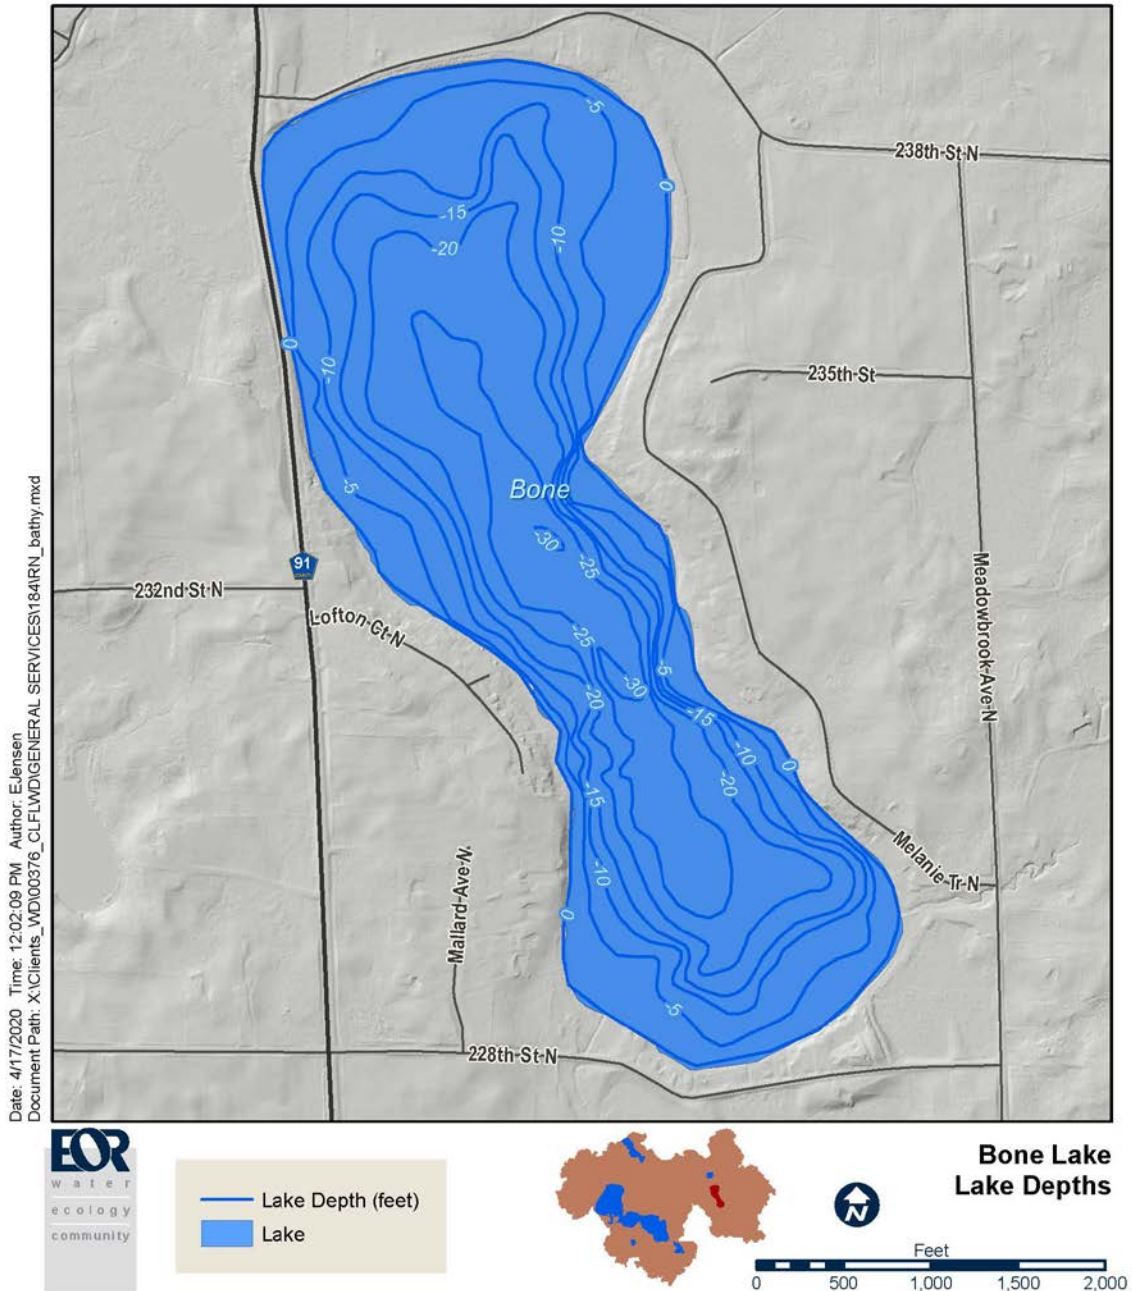 -5
238th St N
0
-15
-10
-20
0
-10
235th St
-5
Bone
-30
-25
91
COUNTY
232nd St N
Lofton Ct N
Meadowbrook Ave N
-25
-5
-30
-20
-15
-10
0
-20
-15
-10
Melanie Tr N
Mallard Ave N
0
-5
228th St N
Date: 4/17/2020 Time: 12:02:09 PM Author: EJensen
Document Path: X:\Clients_WD\00376_CLFLWD\GENERAL SERVICES\184\RN_bathy.mxd
EOR
water
ecology
community
Lake Depth (feet)
Lake
N
Bone Lake
Lake Depths
Feet
0 500 1,000 1,500 2,000